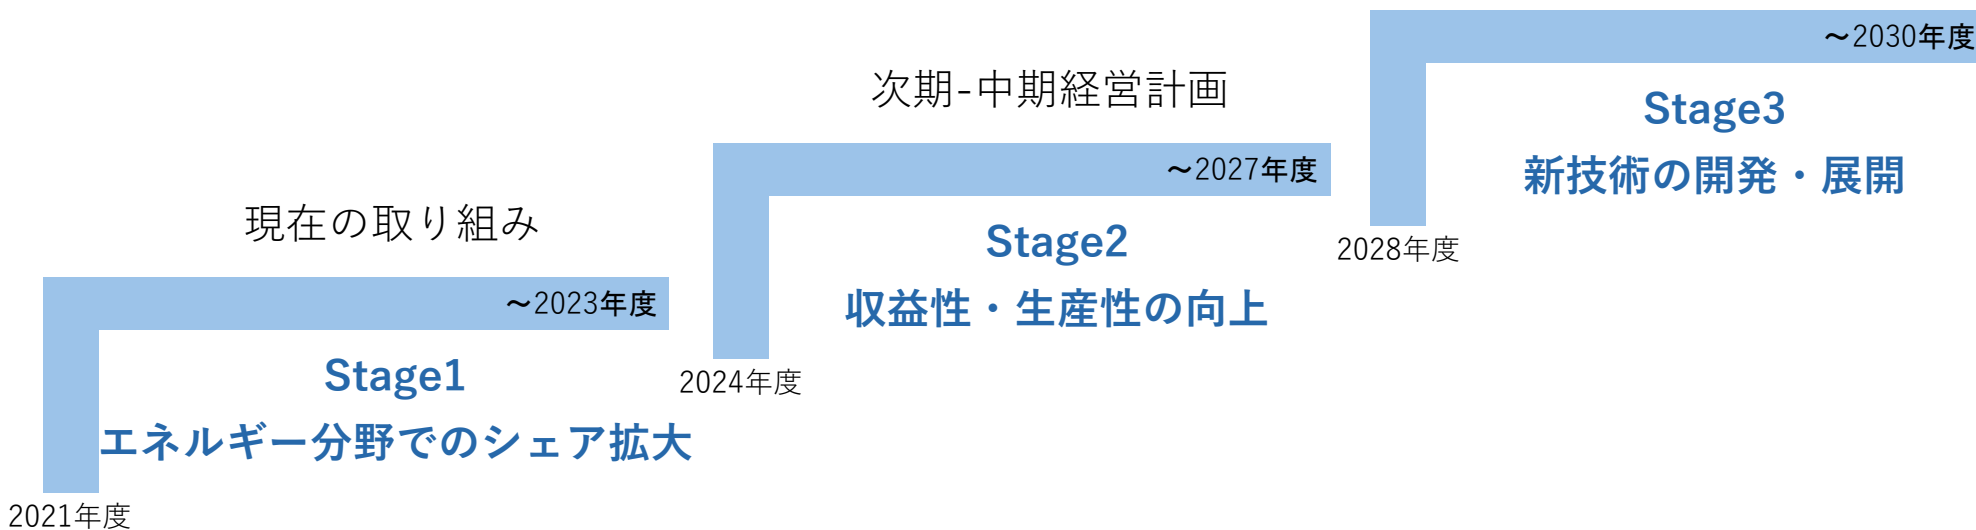 現在の取り組み
～2023年度
Stage1
エネルギー分野でのシェア拡大
2021年度
次期-中期経営計画
～2027年度
Stage2
収益性・生産性の向上
2024年度
～2030年度
Stage3
新技術の開発・展開
2028年度